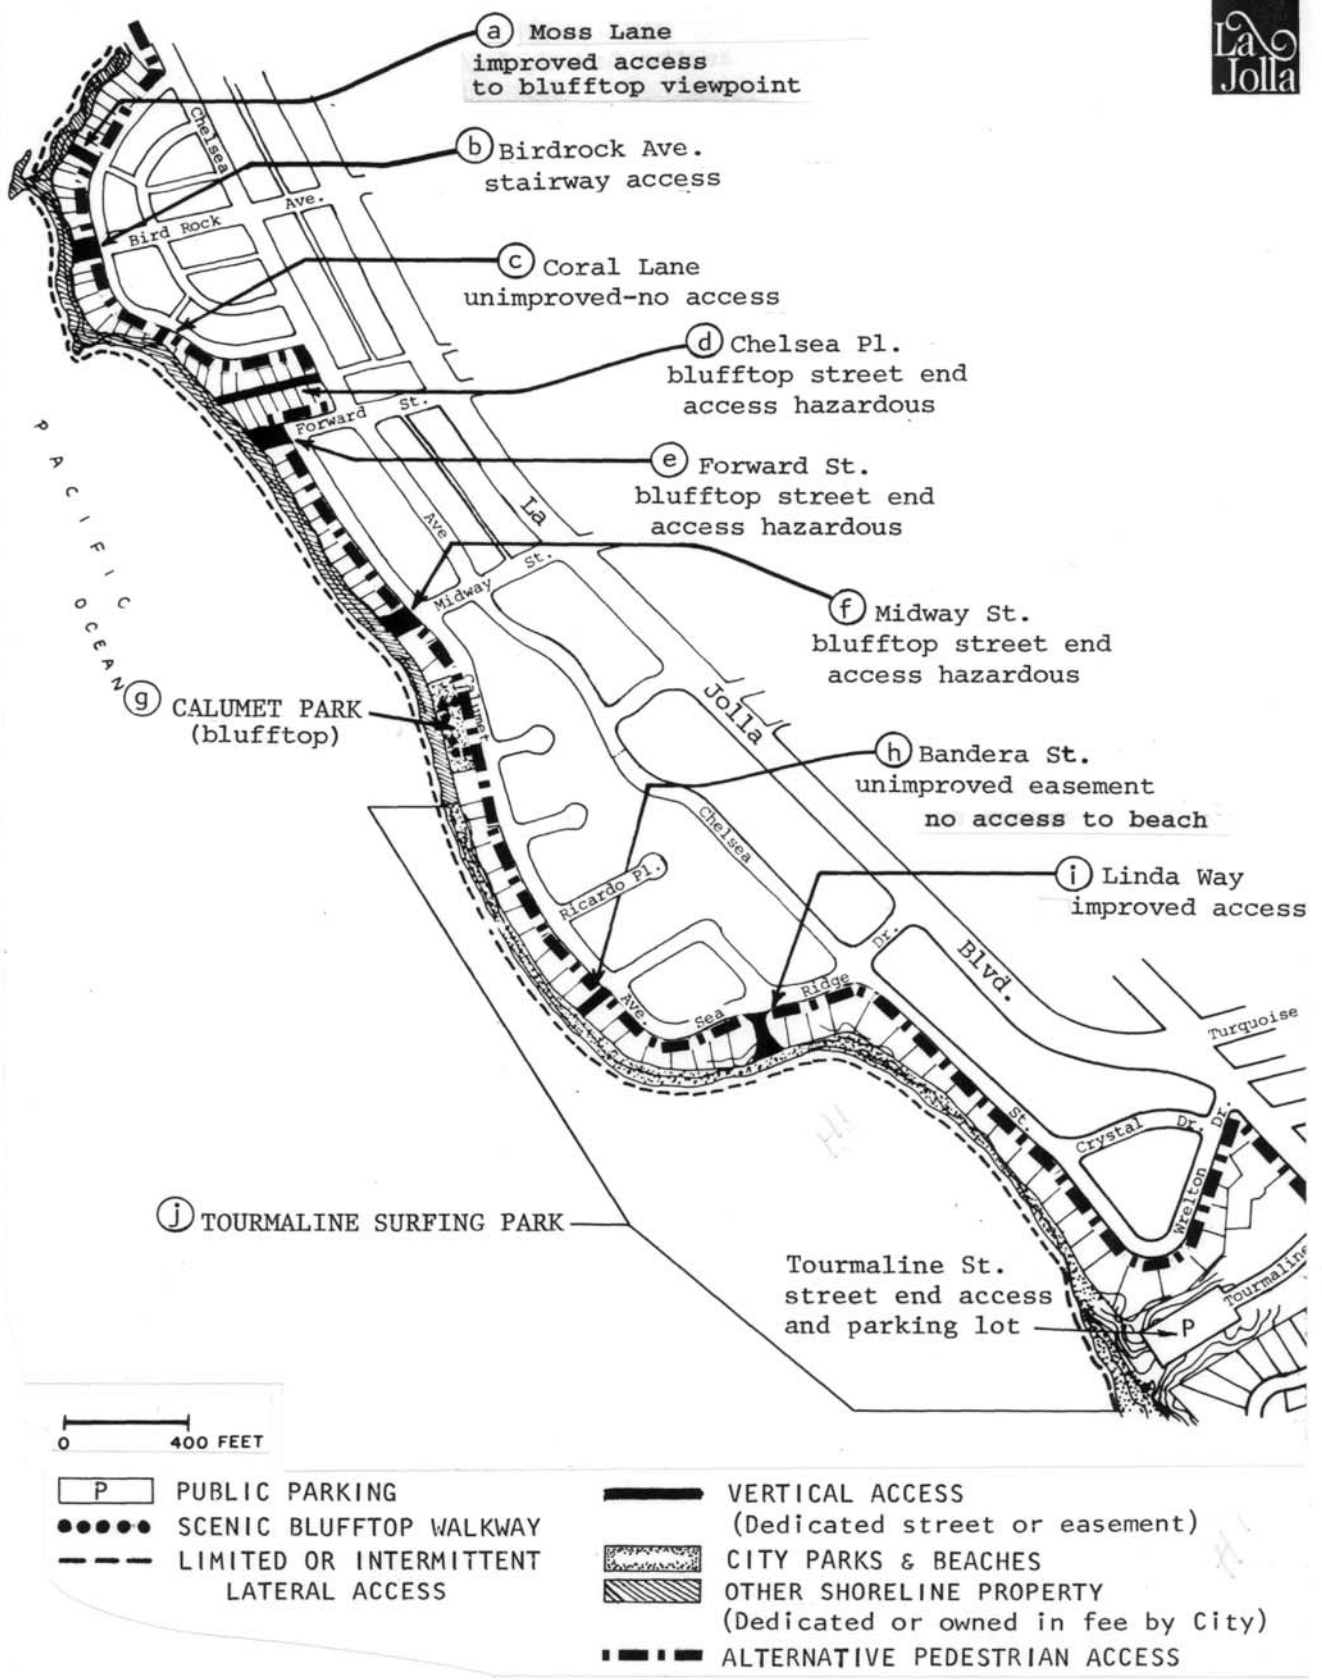 La
Jolla
a Moss Lane
improved access
to blufftop viewpoint
b Birdrock Ave.
stairway access
Chelsea
Bird Rock Ave.
c Coral Lane
unimproved-no access
d Chelsea Pl.
blufftop street end
access hazardous
Forward St.
e Forward St.
blufftop street end
access hazardous
PACIFIC
OCEAN
La
Ave
Midway St.
f Midway St.
blufftop street end
access hazardous
g CALUMET PARK
(blufftop)
Calumet
Jolla
h Bandera St.
unimproved easement
no access to beach
Chelsea
Ricardo Pl.
i Linda Way
improved access
Dr.
Blvd.
Ave.
Sea
Ridge
Turquoise
St.
Crystal Dr.
Dr.
Wrelton
j TOURMALINE SURFING PARK
Tourmaline St.
street end access
and parking lot
P
Tourmaline
0 400 FEET
P PUBLIC PARKING
SCENIC BLUFFTOP WALKWAY
LIMITED OR INTERMITTENT
LATERAL ACCESS
VERTICAL ACCESS
(Dedicated street or easement)
CITY PARKS & BEACHES
OTHER SHORELINE PROPERTY
(Dedicated or owned in fee by City)
ALTERNATIVE PEDESTRIAN ACCESS